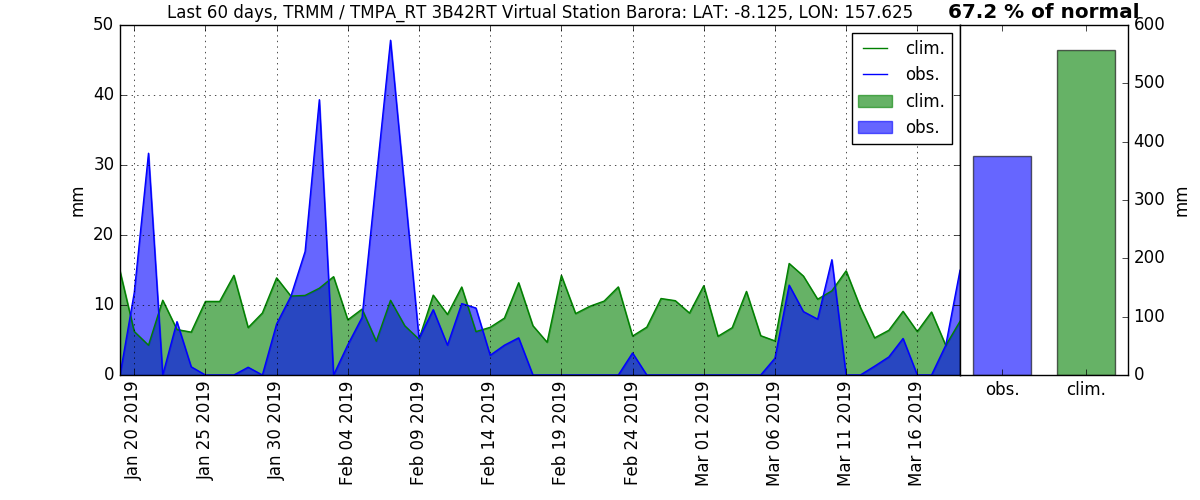 Last 60 days, TRMM / TMPA_RT 3B42RT Virtual Station Barora: LAT: -8.125, LON: 157.625
67.2 % of normal
50
40
30
20
10
0
mm
clim.
obs.
clim.
obs.
Jan 20 2019
Jan 25 2019
Jan 30 2019
Feb 04 2019
Feb 09 2019
Feb 14 2019
Feb 19 2019
Feb 24 2019
Mar 01 2019
Mar 06 2019
Mar 11 2019
Mar 16 2019
600
500
400
300
200
100
0
mm
obs.
clim.